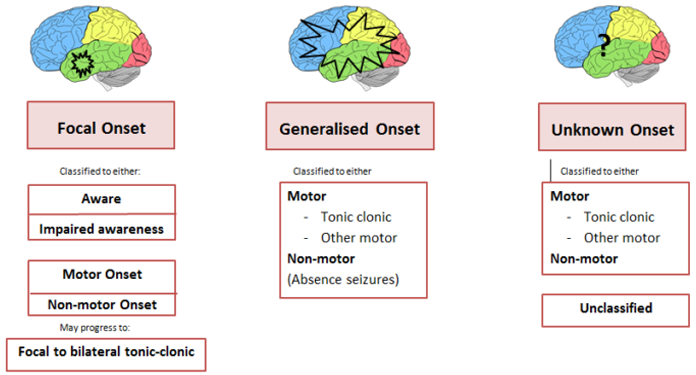 Focal Onset
Classified to either:
Aware
Impaired awareness
Motor Onset
Non-motor Onset
May progress to:
Focal to bilateral tonic-clonic
Generalised Onset
Classified to either
Motor
- Tonic clonic
- Other motor
Non-motor
(Absence seizures)
?
Unknown Onset
Classified to either
Motor
- Tonic clonic
- Other motor
Non-motor
Unclassified